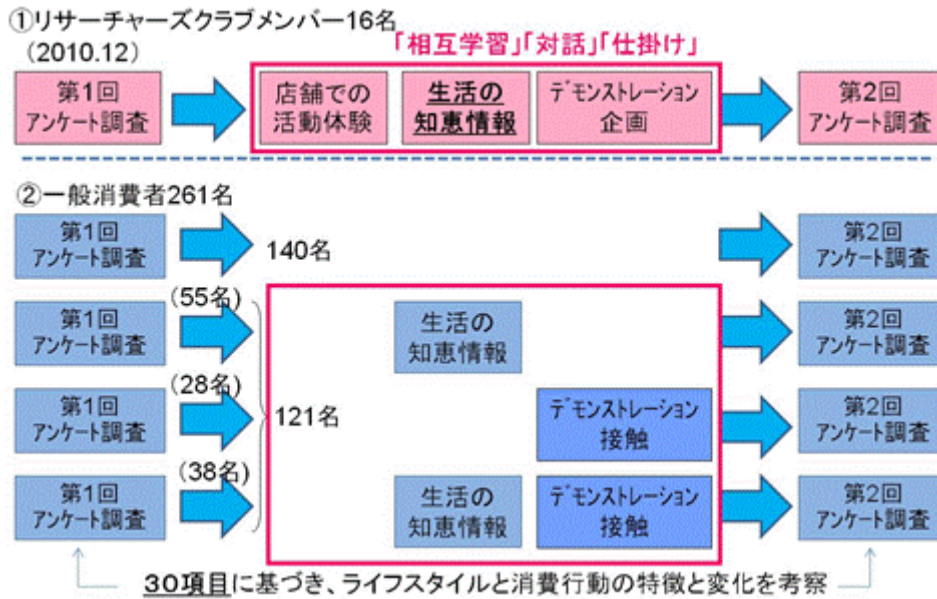 ①リサーチャーズクラブメンバー16名
（2010.12）
「相互学習」「対話」「仕掛け」
第1回
アンケート調査
店舗での
活動体験
生活の
知恵情報
デモンストレーション
企画
第2回
アンケート調査
②一般消費者261名
第1回
アンケート調査
140名
第2回
アンケート調査
第1回
アンケート調査
(55名)
生活の
知恵情報
第2回
アンケート調査
第1回
アンケート調査
(28名)
121名
デモンストレーション
接触
第2回
アンケート調査
第1回
アンケート調査
(38名)
生活の
知恵情報
デモンストレーション
接触
第2回
アンケート調査
30項目に基づき、ライフスタイルと消費行動の特徴と変化を考察